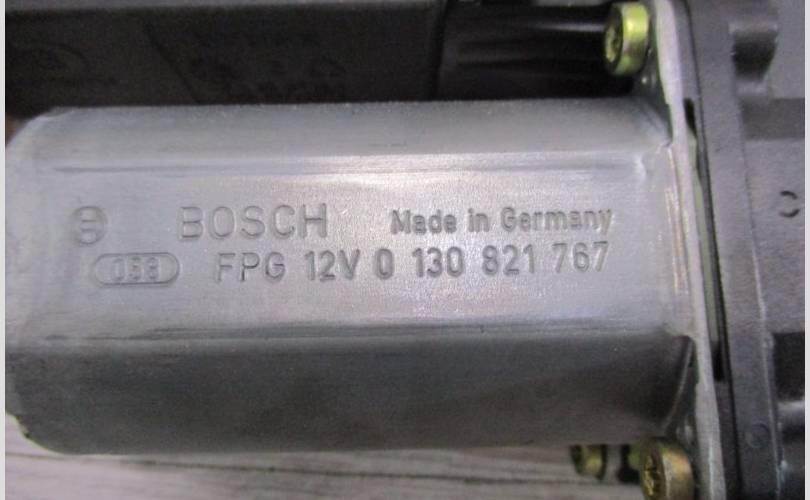 BOSCH Made in Germany
068 FPG 12V 0 130 821 767